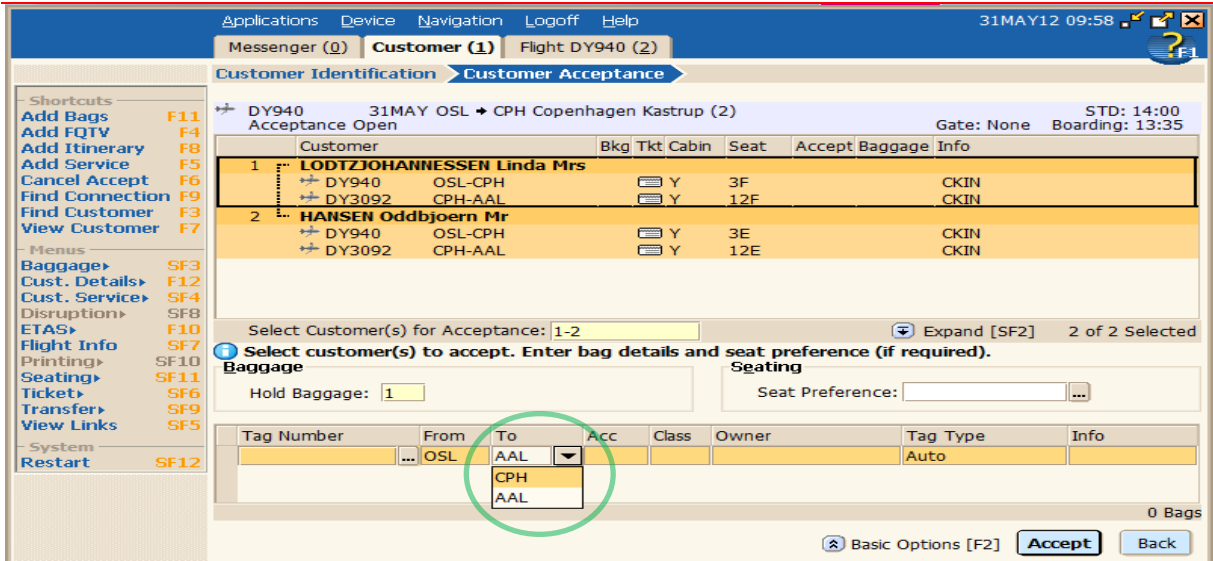 Applications Device Navigation Logoff Help 31MAY12 09:58
Messenger (0) Customer (1) Flight DY940 (2) ? F1
Customer Identification Customer Acceptance
Shortcuts
Add Bags F11
Add FQTV F4
Add Itinerary F8
Add Service F5
Cancel Accept F6
Find Connection F9
Find Customer F3
View Customer F7
Menus
Baggage SF3
Cust. Details F12
Cust. Service SF4
Disruption SF8
ETAS F10
Flight Info SF7
Printing SF10
Seating SF11
Ticket SF6
Transfer SF9
View Links SF5
System
Restart SF12
DY940 31MAY OSL → CPH Copenhagen Kastrup (2) STD: 14:00
Acceptance Open Gate: None Boarding: 13:35
Customer Bkg Tkt Cabin Seat Accept Baggage Info
1 LODTZJOHANNESSEN Linda Mrs
DY940 OSL-CPH Y 3F CKIN
DY3092 CPH-AAL Y 12F CKIN
2 HANSEN Oddbjoern Mr
DY940 OSL-CPH Y 3E CKIN
DY3092 CPH-AAL Y 12E CKIN
Select Customer(s) for Acceptance: 1-2 Expand [SF2] 2 of 2 Selected
Select customer(s) to accept. Enter bag details and seat preference (if required).
Baggage Seating
Hold Baggage: 1 Seat Preference: ...
Tag Number From To Acc Class Owner Tag Type Info
... OSL AAL Auto
CPH
AAL
0 Bags
Basic Options [F2] Accept Back